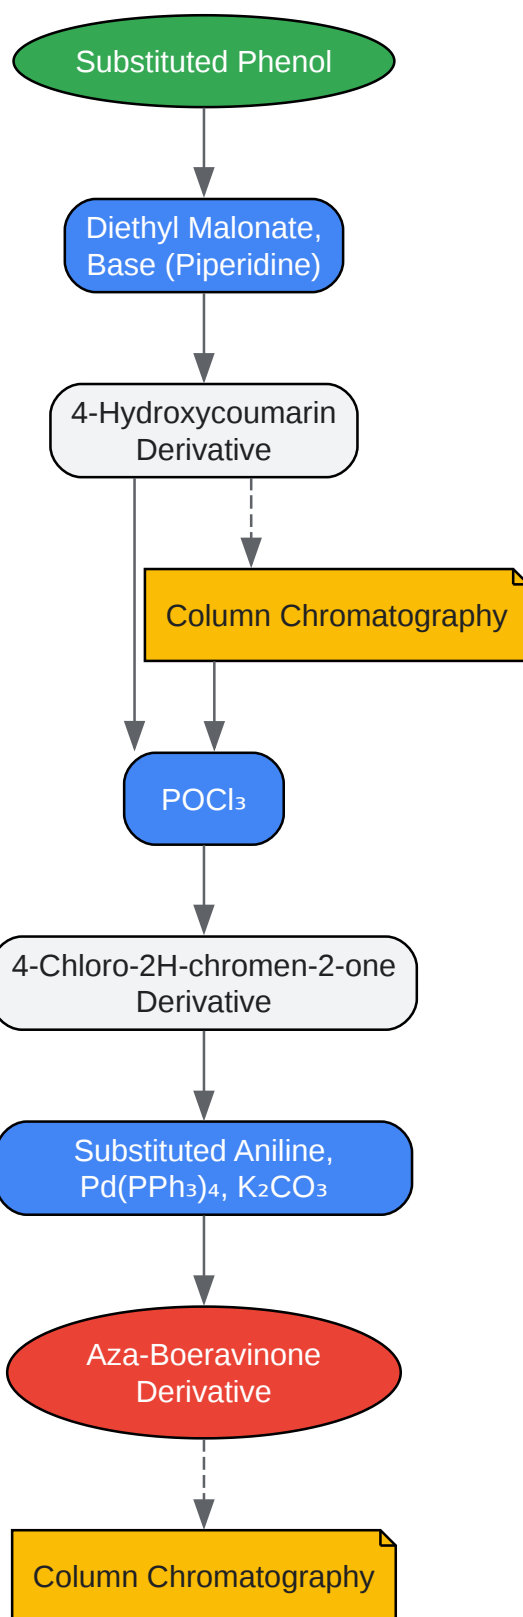 Substituted Phenol
Diethyl Malonate,
Base (Piperidine)
4-Hydroxycoumarin
Derivative
Column Chromatography
POCl₃
4-Chloro-2H-chromen-2-one
Derivative
Substituted Aniline,
Pd(PPh₃)₄, K₂CO₃
Aza-Boeravinone
Derivative
Column Chromatography